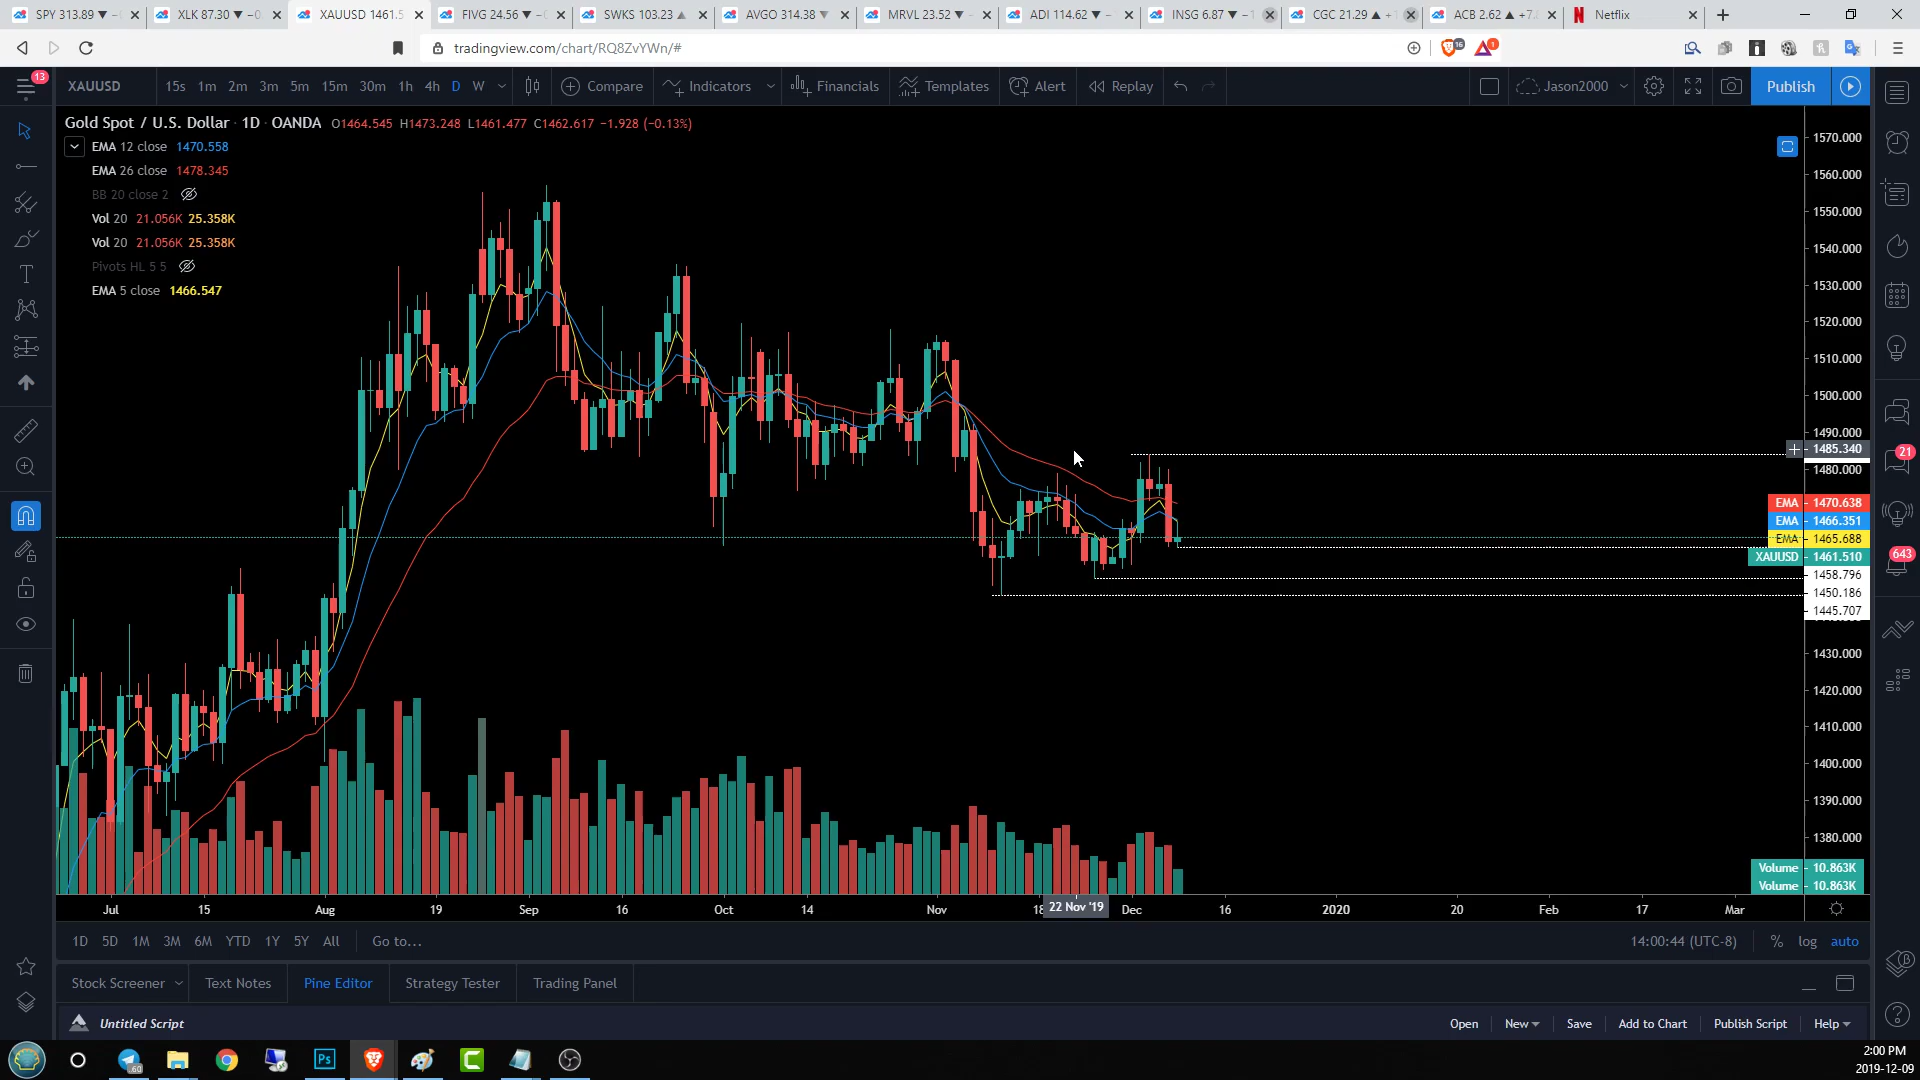 SPY 313.89 ▼ −
XLK 87.30 ▼ −0.
XAUUSD 1461.5
FIVG 24.56 ▼ −
SWKS 103.23 ▲
AVGO 314.38 ▼
MRVL 23.52 ▼ −
ADI 114.62 ▼ −
INSG 6.87 ▼ −1
CGC 21.29 ▲ +
ACB 2.62 ▲ +7.
Netflix
tradingview.com/chart/RQ8ZvYWn/#
16
1
13
XAUUSD
15s 1m 2m 3m 5m 15m 30m 1h 4h D W
Compare
Indicators
Financials
Templates
Alert
Replay
Jason2000
Publish
Gold Spot / U.S. Dollar · 1D · OANDA O1464.545 H1473.248 L1461.477 C1462.617 −1.928 (−0.13%)
EMA 12 close 1470.558
EMA 26 close 1478.345
BB 20 close 2
Vol 20 21.056K 25.358K
Vol 20 21.056K 25.358K
Pivots HL 5 5
EMA 5 close 1466.547
1570.000
1560.000
1550.000
1540.000
1530.000
1520.000
1510.000
1500.000
1490.000
1485.340
1480.000
EMA 1470.638
EMA 1466.351
EMA 1465.688
XAUUSD 1461.510
1458.796
1450.186
1445.707
1430.000
1420.000
1410.000
1400.000
1390.000
1380.000
Volume 10.863K
Volume 10.863K
21
643
Jul 15 Aug 19 Sep 16 Oct 14 Nov 18 22 Nov '19 Dec 16 2020 20 Feb 17 Mar
1D 5D 1M 3M 6M YTD 1Y 5Y All Go to...
14:00:44 (UTC-8) % log auto
Stock Screener Text Notes Pine Editor Strategy Tester Trading Panel
Untitled Script
Open New Save Add to Chart Publish Script Help
60
Ps
2:00 PM
2019-12-09